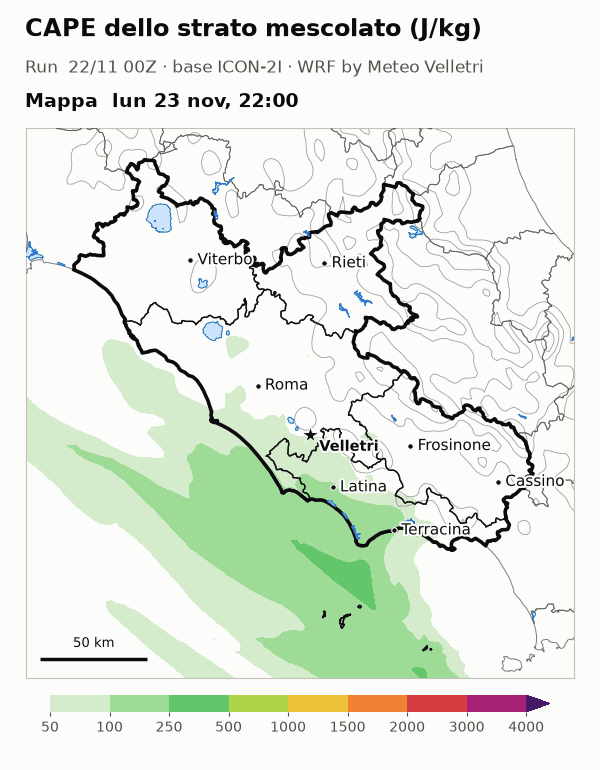 CAPE dello strato mescolato (J/kg)
Run  22/11 00Z · base ICON-2I · WRF by Meteo Velletri
Mappa  lun 23 nov, 22:00
Viterbo
Rieti
Roma
Velletri
Frosinone
Cassino
Latina
Terracina
50 km
50 100 250 500 1000 1500 2000 3000 4000